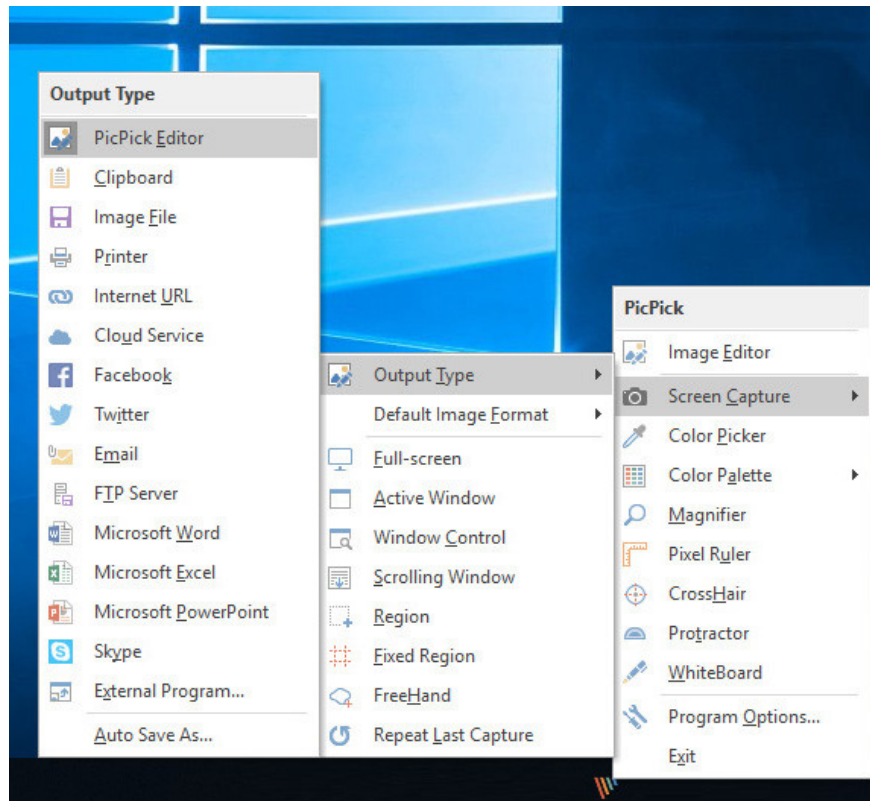 Output Type
PicPick Editor
Clipboard
Image File
Printer
Internet URL
Cloud Service
Facebook
Twitter
Email
FTP Server
Microsoft Word
Microsoft Excel
Microsoft PowerPoint
Skype
External Program...
Auto Save As...
Output Type
Default Image Format
Full-screen
Active Window
Window Control
Scrolling Window
Region
Fixed Region
FreeHand
Repeat Last Capture
PicPick
Image Editor
Screen Capture
Color Picker
Color Palette
Magnifier
Pixel Ruler
CrossHair
Protractor
WhiteBoard
Program Options...
Exit